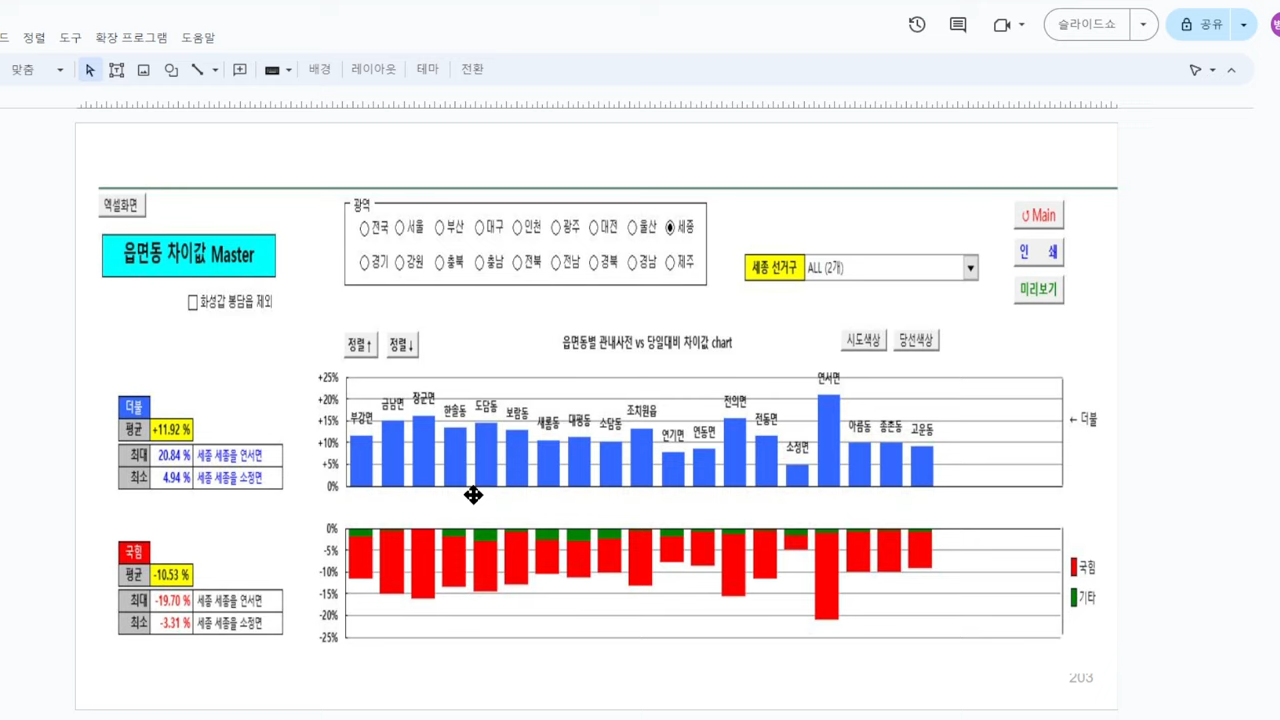 드 정렬 도구 확장 프로그램 도움말
슬라이드쇼 공유
맞춤 배경 레이아웃 테마 전환
역설화면
읍면동 차이값 Master
화성갑 봉담읍 제외
광역
전국 서울 부산 대구 인천 광주 대전 울산 세종
경기 강원 충북 충남 전북 전남 경북 경남 제주
세종 선거구 ALL (2개)
↺ Main
인 쇄
미리보기
정렬↑ 정렬↓ 읍면동별 관내사전 vs 당일대비 차이값 chart 시도색상 당선색상
더불
평균 +11.92 %
최대 20.84 % 세종 세종을 연서면
최소 4.94 % 세종 세종을 소정면
+25%
+20%
+15%
+10%
+5%
0%
부강면 금남면 장군면 한솔동 도담동 보람동 새롬동 대평동 소담동 조치원읍 연기면 연동면 전의면 전동면 소정면 연서면 아름동 종촌동 고운동
← 더불
국힘
평균 -10.53 %
최대 -19.70 % 세종 세종을 연서면
최소 -3.31 % 세종 세종을 소정면
0%
-5%
-10%
-15%
-20%
-25%
국힘
기타
203